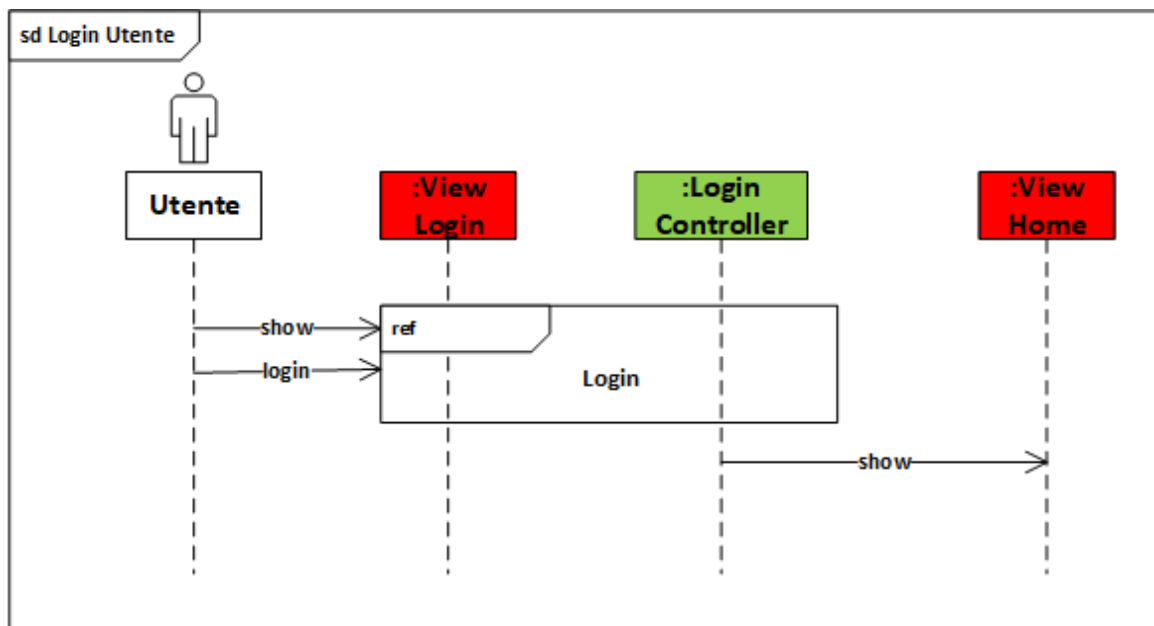 sd Login Utente
Utente
:View
Login
:Login
Controller
:View
Home
show
ref
login
Login
show